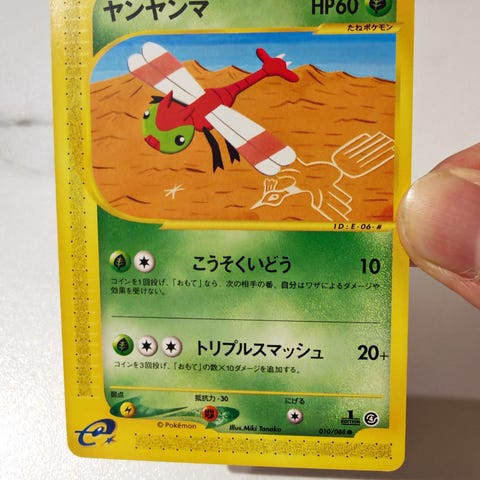 ヤンヤンマ HP60
たねポケモン
ID:E-06-#
こうそくいどう 10
コインを1回投げ、「おもて」なら、次の相手の番、自分はワザによるダメージや
効果を受けない。
トリプルスマッシュ 20+
コインを3回投げ、「おもて」の数×10ダメージを追加する。
弱点 抵抗力 -30 にげる
1
EDITION
© Pokémon Illus.Miki Tanaka 010/088 ●
e